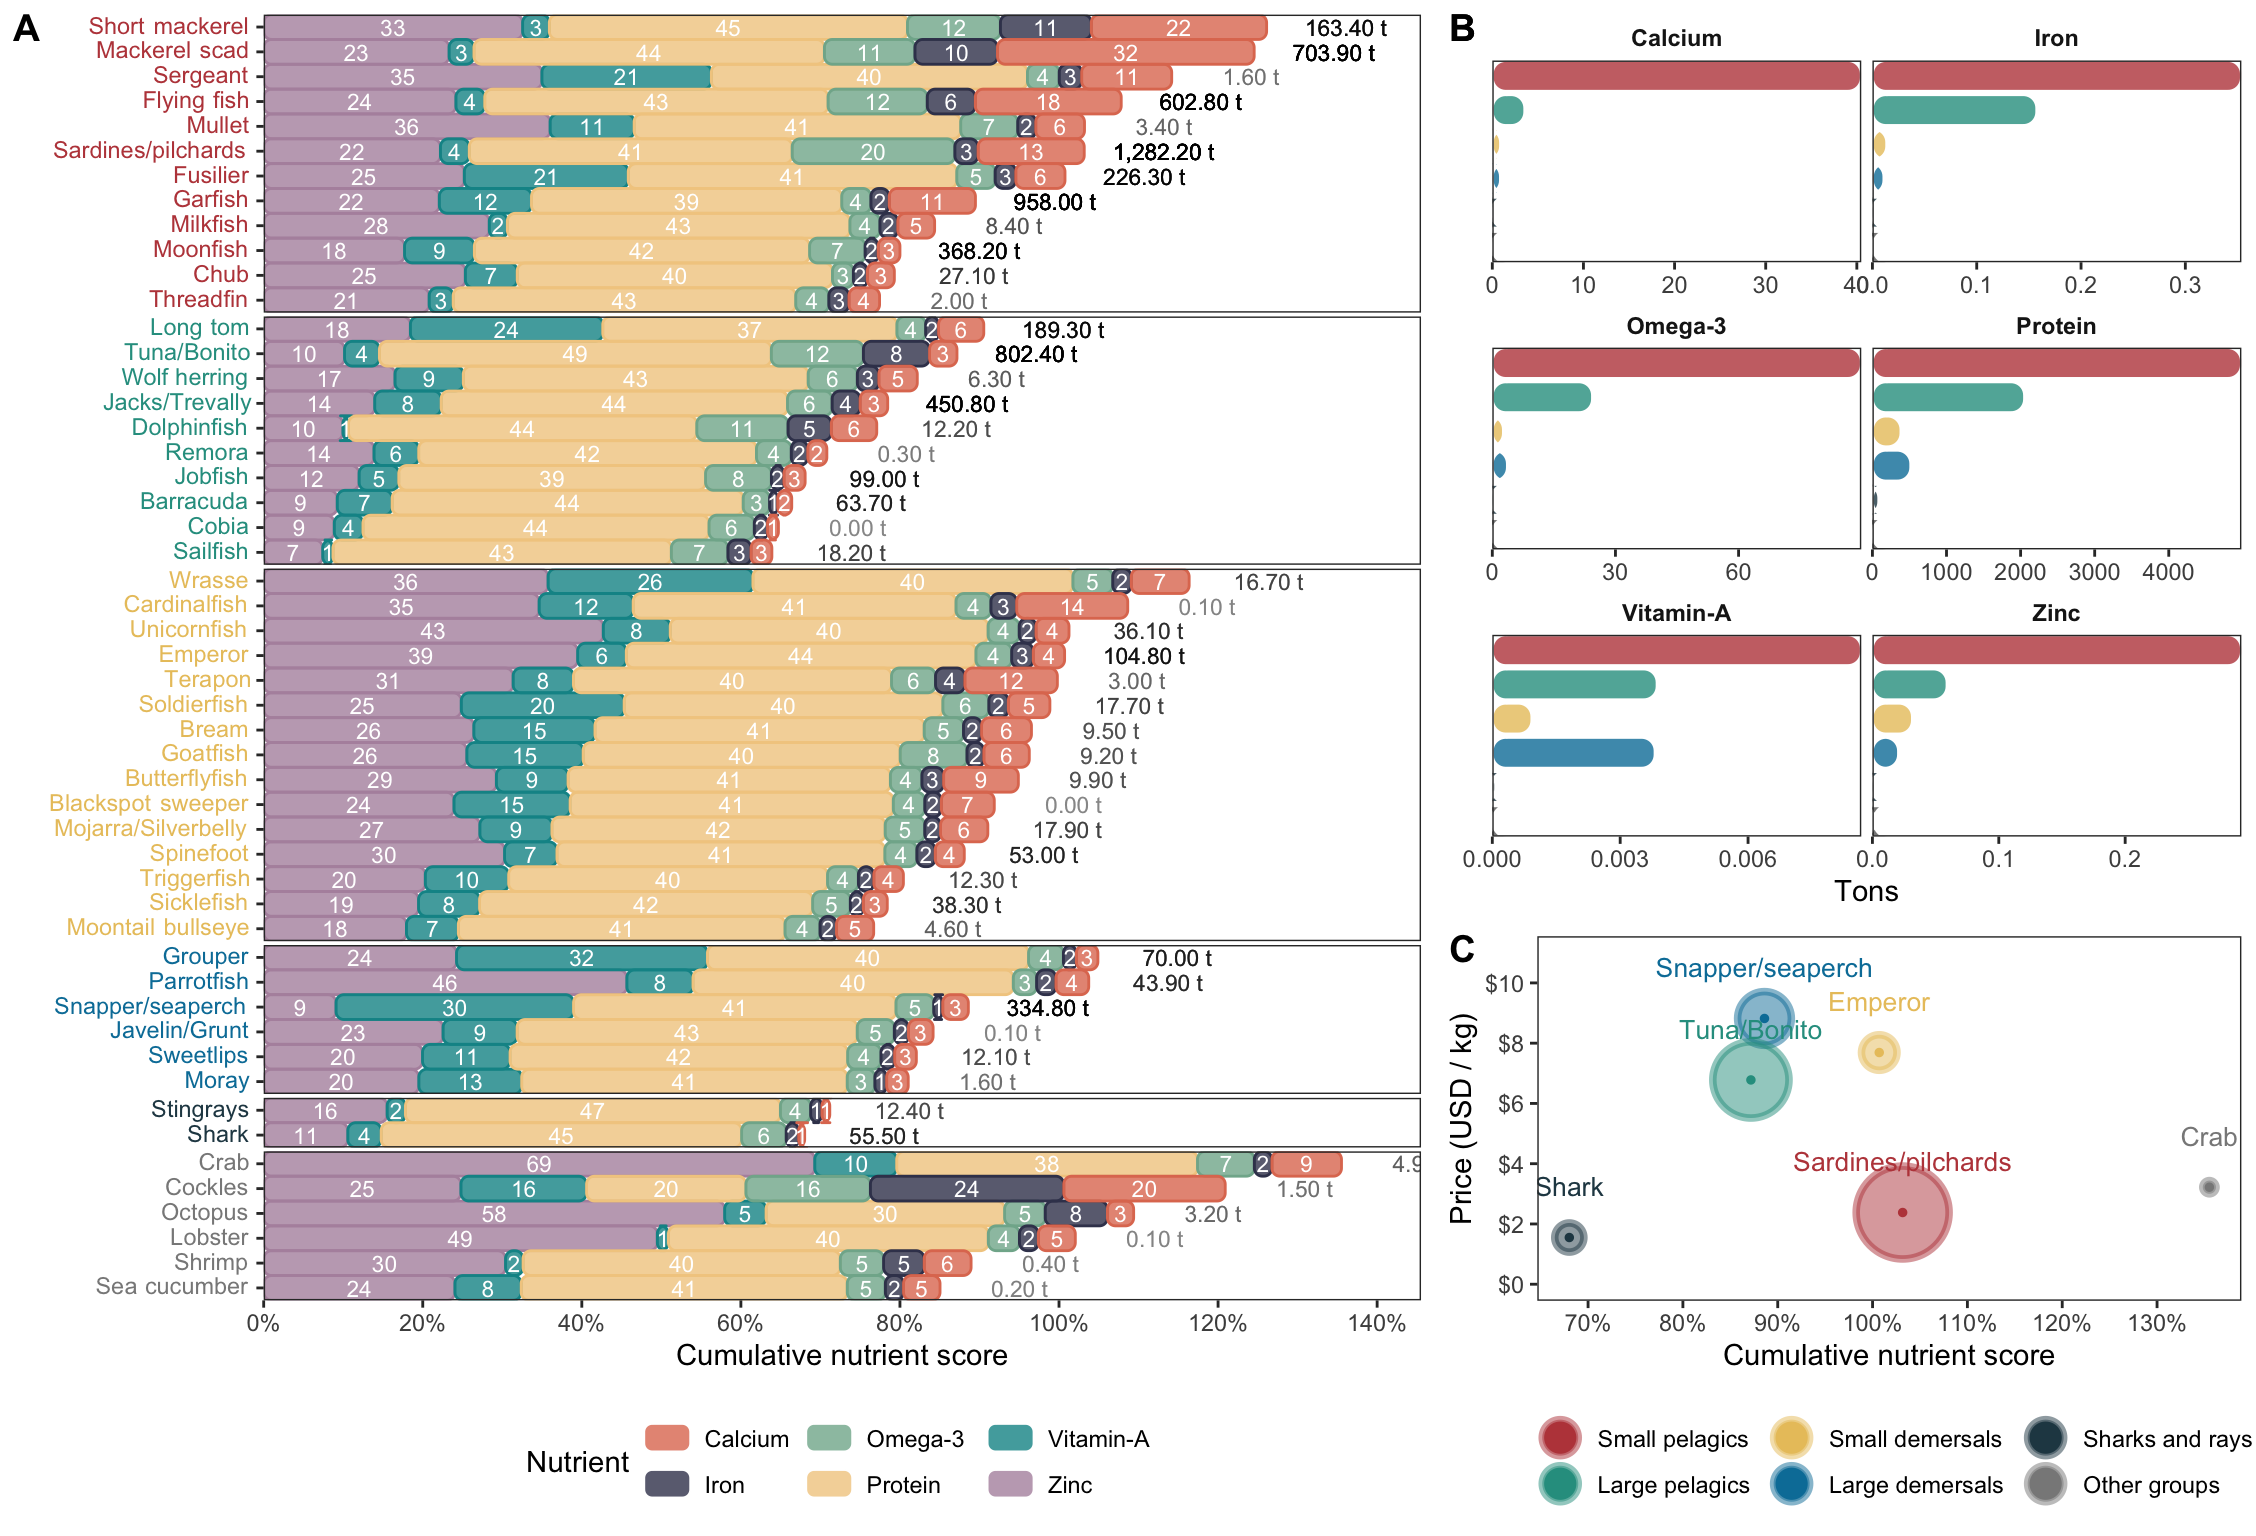 A
Short mackerel 33 3 45 12 11 22 163.40 t
Mackerel scad 23 3 44 11 10 32 703.90 t
Sergeant 35 21 40 4 3 11 1.60 t
Flying fish 24 4 43 12 6 18 602.80 t
Mullet 36 11 41 7 2 6 3.40 t
Sardines/pilchards 22 4 41 20 3 13 1,282.20 t
Fusilier 25 21 41 5 3 6 226.30 t
Garfish 22 12 39 4 2 11 958.00 t
Milkfish 28 2 43 4 2 5 8.40 t
Moonfish 18 9 42 7 2 3 368.20 t
Chub 25 7 40 3 2 3 27.10 t
Threadfin 21 3 43 4 3 4 2.00 t
Long tom 18 24 37 4 2 6 189.30 t
Tuna/Bonito 10 4 49 12 8 3 802.40 t
Wolf herring 17 9 43 6 3 5 6.30 t
Jacks/Trevally 14 8 44 6 4 3 450.80 t
Dolphinfish 10 1 44 11 5 6 12.20 t
Remora 14 6 42 4 2 2 0.30 t
Jobfish 12 5 39 8 2 3 99.00 t
Barracuda 9 7 44 3 1 2 63.70 t
Cobia 9 4 44 6 2 1 0.00 t
Sailfish 7 1 43 7 3 3 18.20 t
Wrasse 36 26 40 5 2 7 16.70 t
Cardinalfish 35 12 41 4 3 14 0.10 t
Unicornfish 43 8 40 4 2 4 36.10 t
Emperor 39 6 44 4 3 4 104.80 t
Terapon 31 8 40 6 4 12 3.00 t
Soldierfish 25 20 40 6 2 5 17.70 t
Bream 26 15 41 5 2 6 9.50 t
Goatfish 26 15 40 8 2 6 9.20 t
Butterflyfish 29 9 41 4 3 9 9.90 t
Blackspot sweeper 24 15 41 4 2 7 0.00 t
Mojarra/Silverbelly 27 9 42 5 2 6 17.90 t
Spinefoot 30 7 41 4 2 4 53.00 t
Triggerfish 20 10 40 4 2 4 12.30 t
Sicklefish 19 8 42 5 2 3 38.30 t
Moontail bullseye 18 7 41 4 2 5 4.60 t
Grouper 24 32 40 4 2 3 70.00 t
Parrotfish 46 8 40 3 2 4 43.90 t
Snapper/seaperch 9 30 41 5 1 3 334.80 t
Javelin/Grunt 23 9 43 5 2 3 0.10 t
Sweetlips 20 11 42 4 2 3 12.10 t
Moray 20 13 41 3 1 3 1.60 t
Stingrays 16 2 47 4 1 1 12.40 t
Shark 11 4 45 6 2 1 55.50 t
Crab 69 10 38 7 2 9 4.9
Cockles 25 16 20 16 24 20 1.50 t
Octopus 58 5 30 5 8 3 3.20 t
Lobster 49 1 40 4 2 5 0.10 t
Shrimp 30 2 40 5 5 6 0.40 t
Sea cucumber 24 8 41 5 2 5 0.20 t
0% 20% 40% 60% 80% 100% 120% 140%
Cumulative nutrient score
Nutrient
Calcium Omega-3 Vitamin-A
Iron Protein Zinc
B
Calcium Iron
0 10 20 30 40 0.0 0.1 0.2 0.3
Omega-3 Protein
0 30 60 0 1000 2000 3000 4000
Vitamin-A Zinc
0.000 0.003 0.006 0.0 0.1 0.2
Tons
C
Price (USD / kg)
$10
$8
$6
$4
$2
$0
Snapper/seaperch
Emperor
Tuna/Bonito
Crab
Sardines/pilchards
Shark
70% 80% 90% 100% 110% 120% 130%
Cumulative nutrient score
Small pelagics Small demersals Sharks and rays
Large pelagics Large demersals Other groups